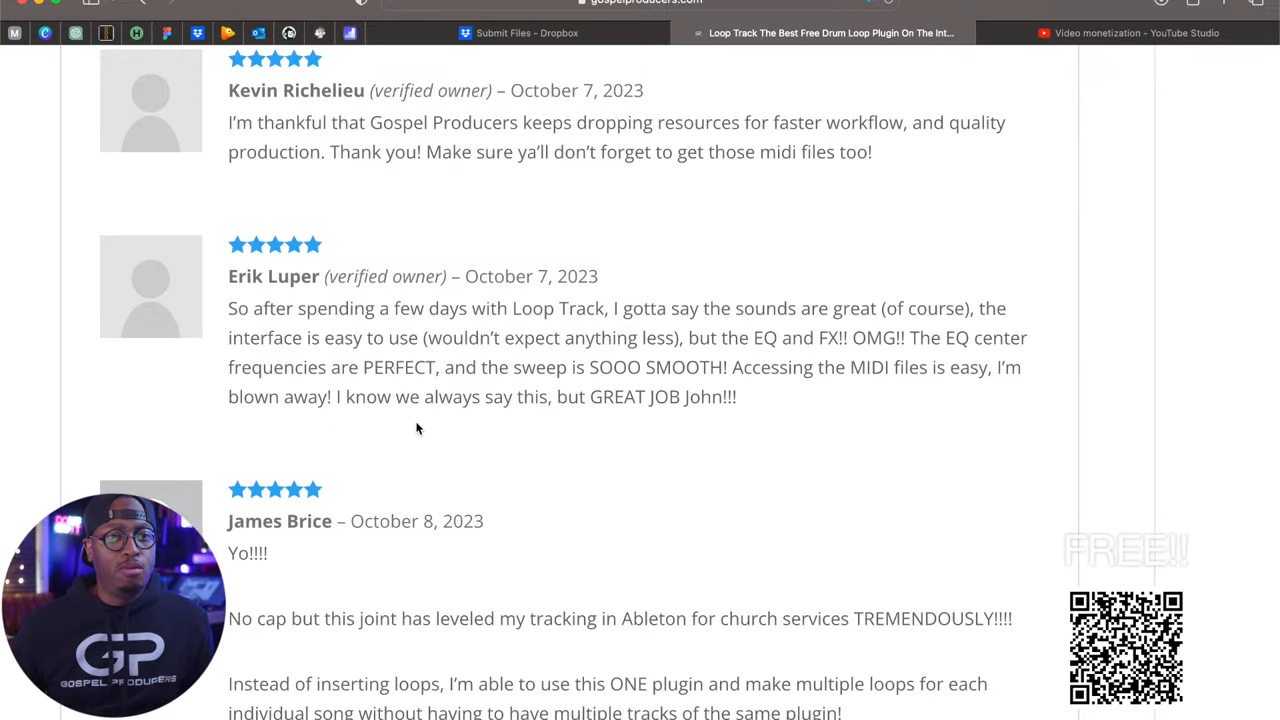 gospelproducers.com
Submit Files - Dropbox
Loop Track The Best Free Drum Loop Plugin On The Int...
Video monetization - YouTube Studio
Kevin Richelieu (verified owner) – October 7, 2023
I’m thankful that Gospel Producers keeps dropping resources for faster workflow, and quality
production. Thank you! Make sure ya’ll don’t forget to get those midi files too!
Erik Luper (verified owner) – October 7, 2023
So after spending a few days with Loop Track, I gotta say the sounds are great (of course), the
interface is easy to use (wouldn’t expect anything less), but the EQ and FX!! OMG!! The EQ center
frequencies are PERFECT, and the sweep is SOOO SMOOTH! Accessing the MIDI files is easy, I’m
blown away! I know we always say this, but GREAT JOB John!!!
James Brice – October 8, 2023
Yo!!!!
No cap but this joint has leveled my tracking in Ableton for church services TREMENDOUSLY!!!!
Instead of inserting loops, I’m able to use this ONE plugin and make multiple loops for each
individual song without having to have multiple tracks of the same plugin!
GP
GOSPEL PRODUCERS
FREE!!